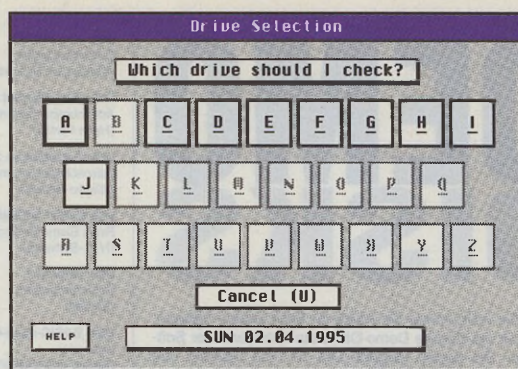 Drive Selection
Which drive should I check?
A B C D E F G H I
J K L M N O P Q
R S T U V W X Y Z
Cancel (U)
HELP
SUN 02.04.1995